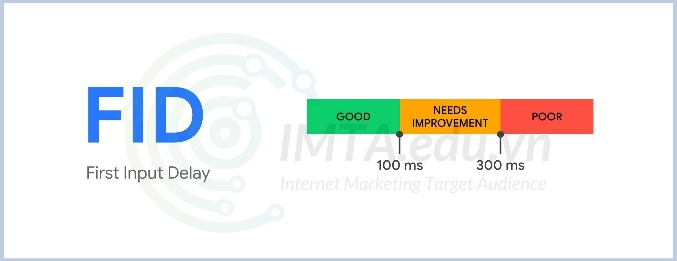 FID
First Input Delay
GOOD
NEEDS
IMPROVEMENT
POOR
100 ms
300 ms
IMTA.edu.vn
Internet Marketing Target Audience